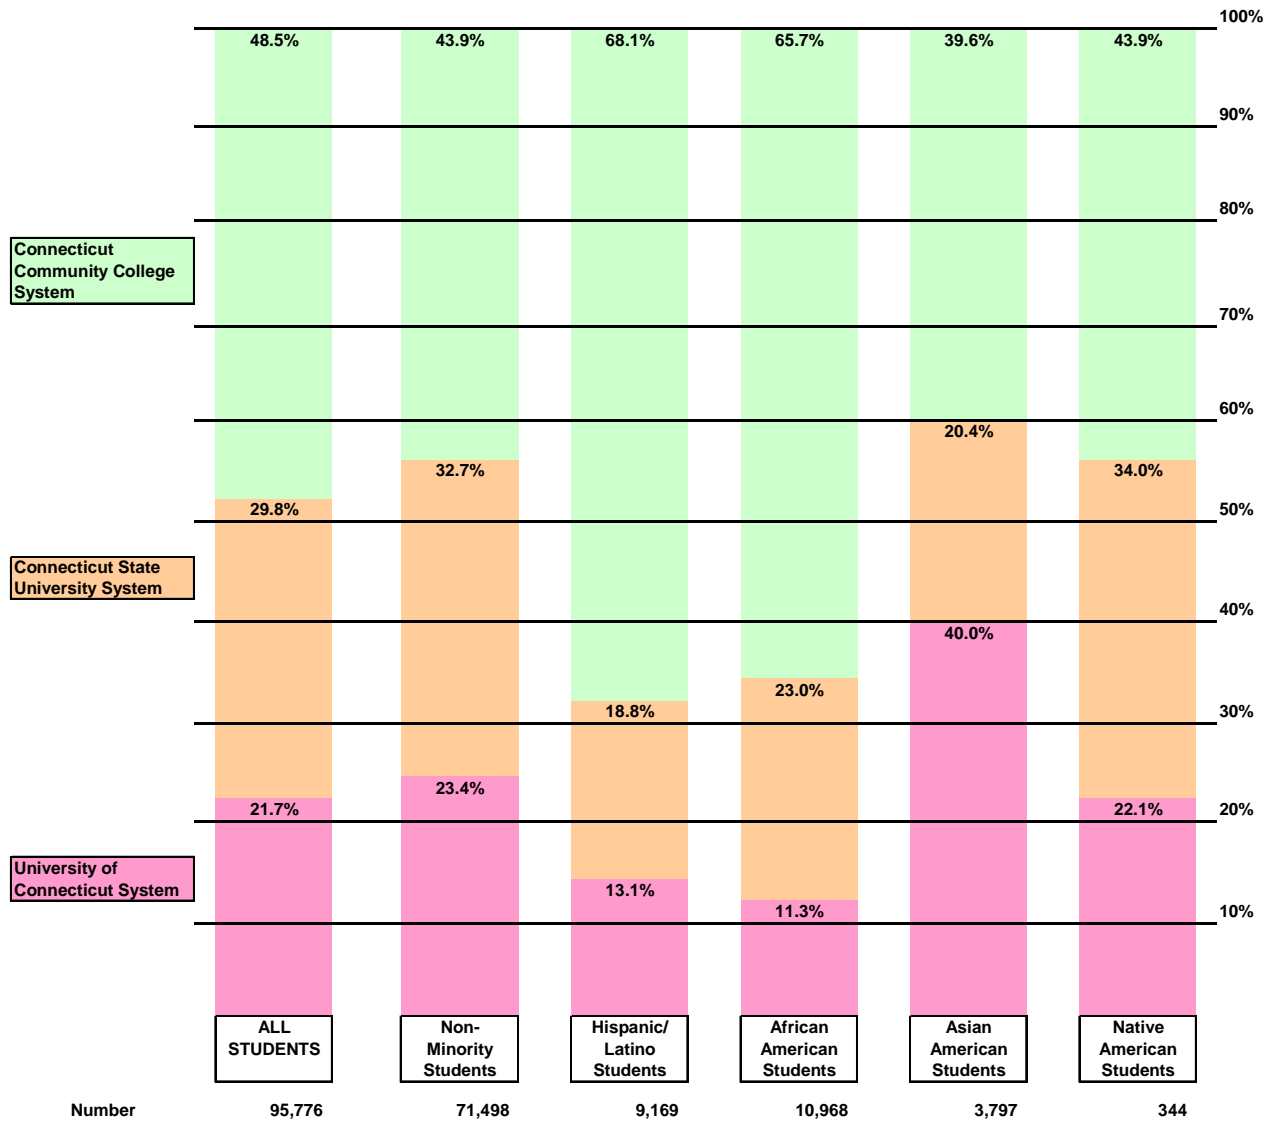 100%
48.5% 43.9% 68.1% 65.7% 39.6% 43.9%
90%
80%
Connecticut
Community College
System
70%
60%
20.4%
32.7% 34.0%
29.8% 50%
Connecticut State
University System
40%
40.0%
23.0%
18.8% 30%
23.4%
21.7% 22.1% 20%
University of
Connecticut System
13.1%
11.3% 10%
ALL
STUDENTS
Non-
Minority
Students
Hispanic/
Latino
Students
African
American
Students
Asian
American
Students
Native
American
Students
Number 95,776 71,498 9,169 10,968 3,797 344